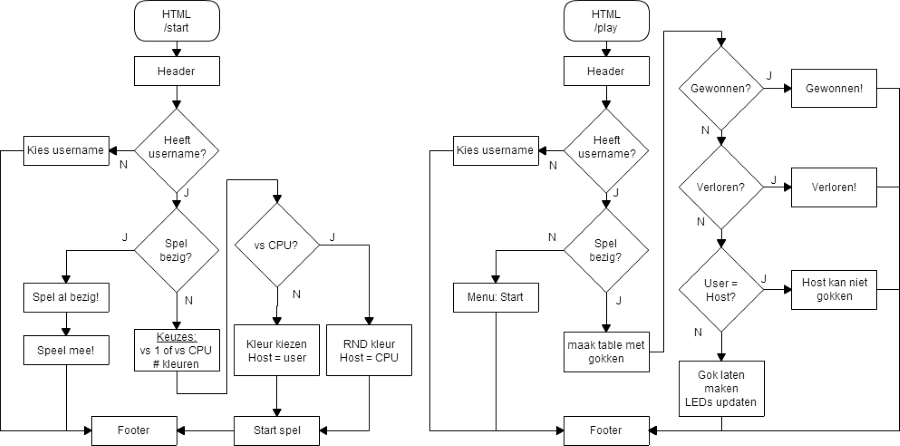 HTML
/start
Header
Heeft
username?
Kies username
N
J
Spel
bezig?
J
N
Spel al bezig!
Speel mee!
Keuzes:
vs 1 of vs CPU
# kleuren
vs CPU?
J
N
Kleur kiezen
Host = user
RND kleur
Host = CPU
Footer
Start spel
HTML
/play
Header
Heeft
username?
Kies username
N
J
Spel
bezig?
N
J
Menu: Start
maak table met
gokken
Footer
Gewonnen?
J
Gewonnen!
N
Verloren?
J
Verloren!
N
User =
Host?
J
Host kan niet
gokken
N
Gok laten
maken
LEDs updaten